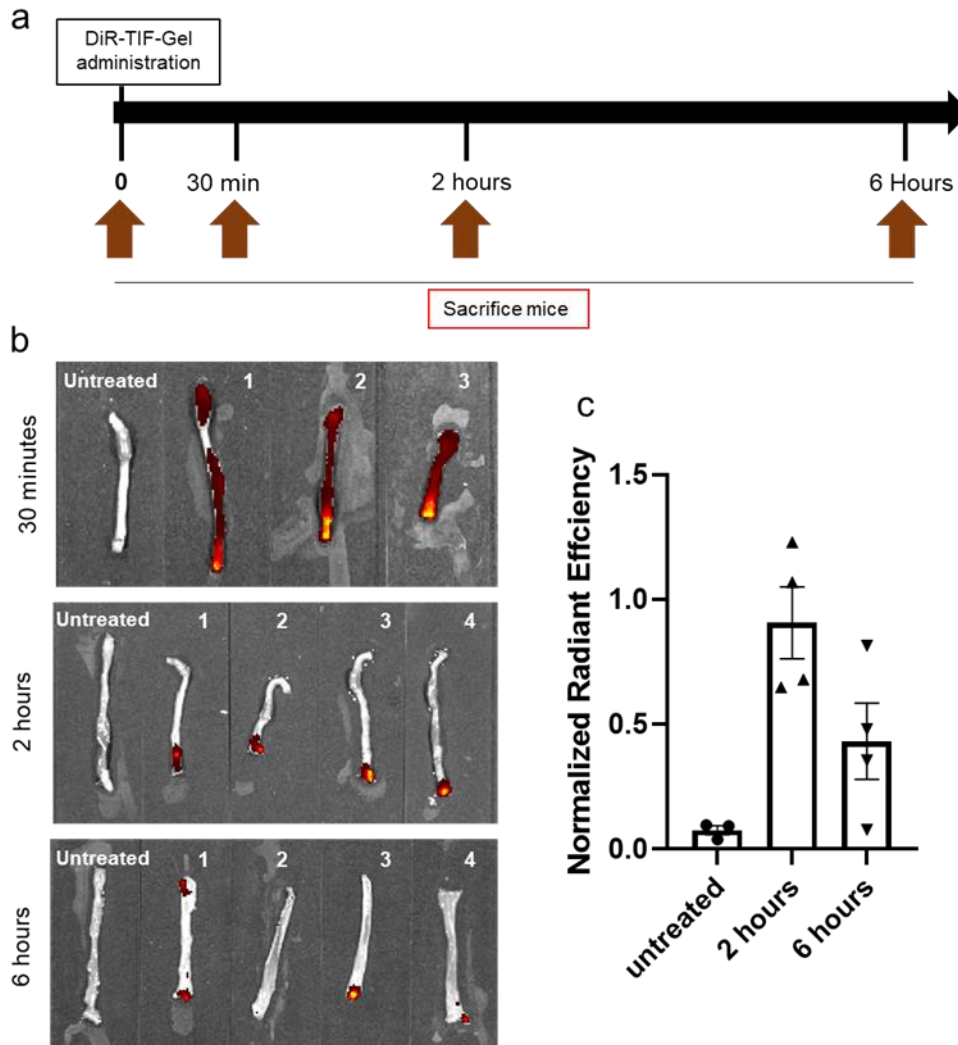 a
DiR-TIF-Gel
administration
0
30 min
2 hours
6 Hours
Sacrifice mice
b
30 minutes
Untreated
1
2
3
2 hours
Untreated
1
2
3
4
6 hours
Untreated
1
2
3
4
c
Normalized Radiant Effciency
1.5
1.0
0.5
0.0
untreated
2 hours
6 hours